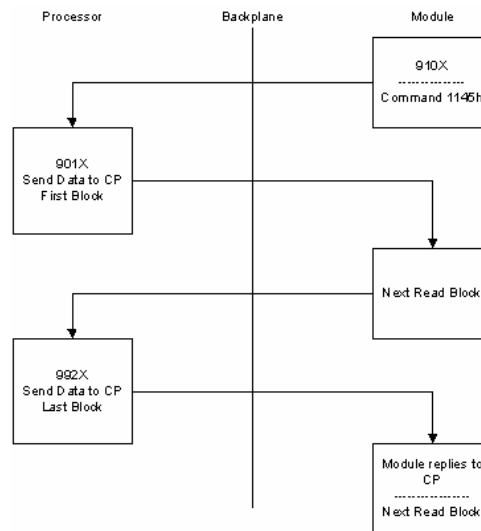 Processor Backplane Module
910X
Command 1145h
901X
Send Data to CP
First Block
Next Read Block
992X
Send Data to CP
Last Block
Module replies to
CP
Next Read Block